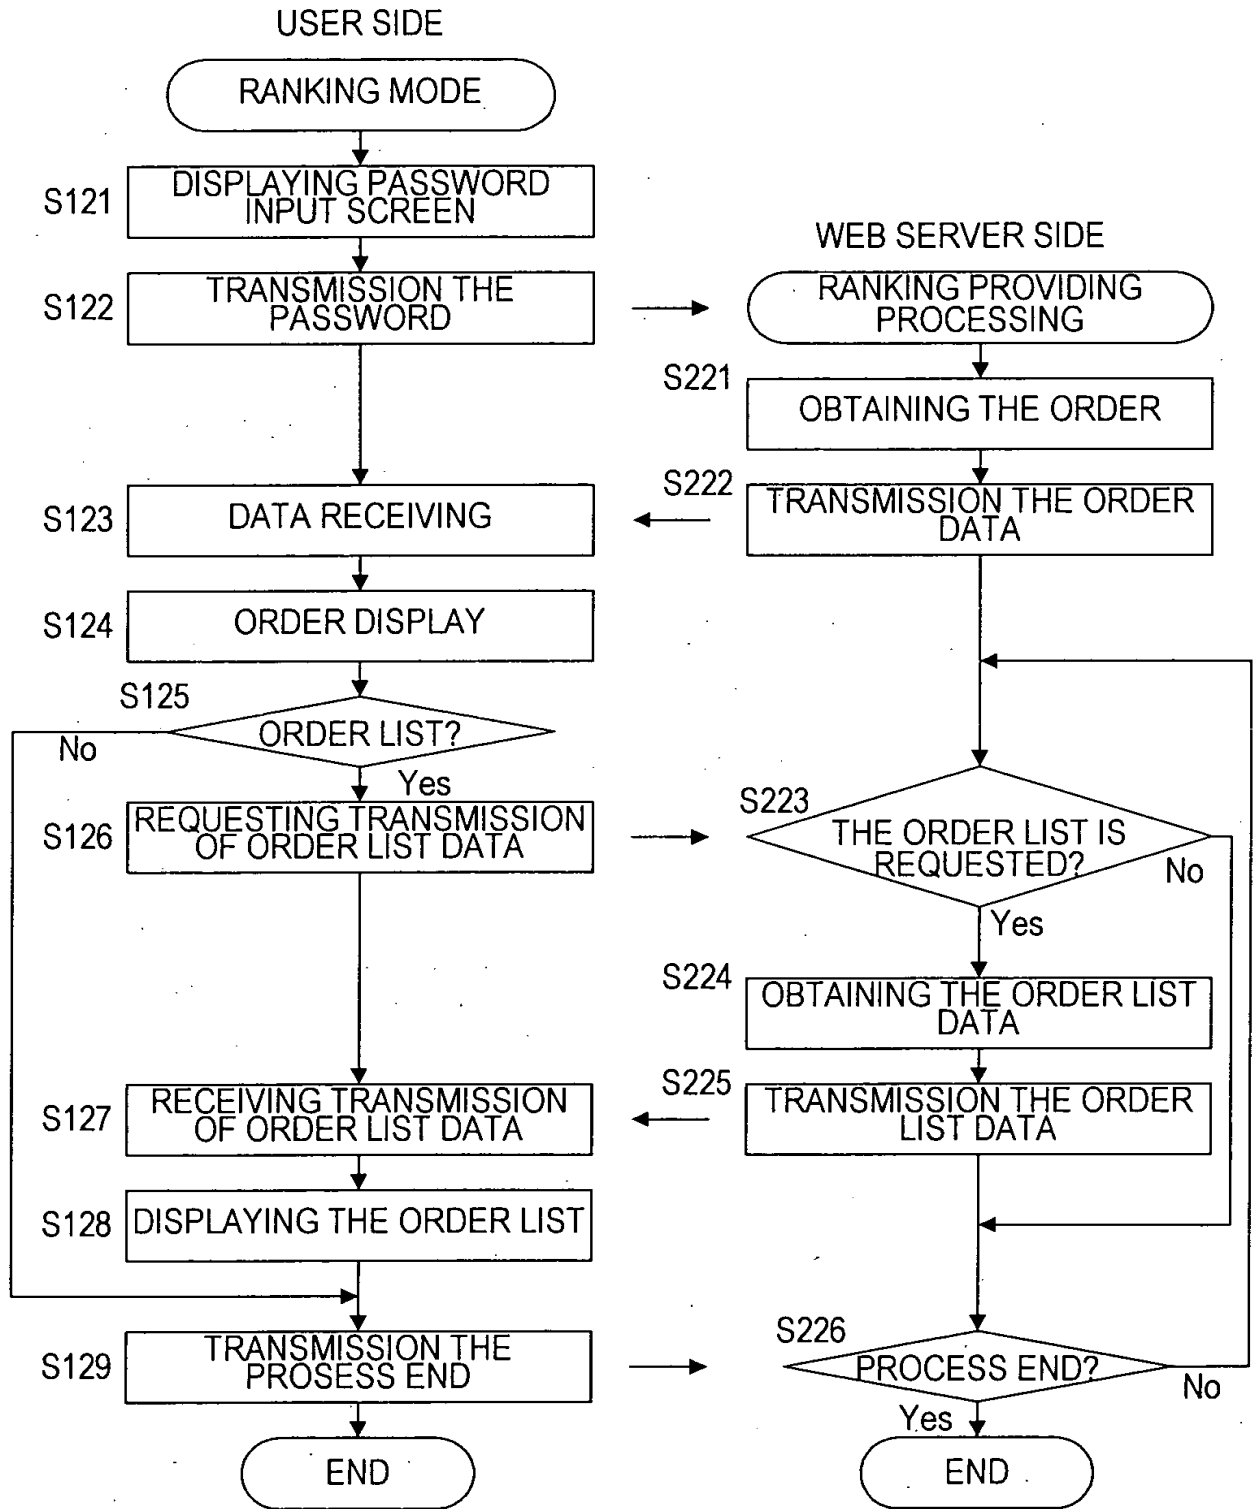 USER SIDE
RANKING MODE
S121
DISPLAYING PASSWORD
INPUT SCREEN
S122
TRANSMISSION THE
PASSWORD
S123
DATA RECEIVING
S124
ORDER DISPLAY
S125
ORDER LIST?
No
Yes
S126
REQUESTING TRANSMISSION
OF ORDER LIST DATA
S127
RECEIVING TRANSMISSION
OF ORDER LIST DATA
S128
DISPLAYING THE ORDER LIST
S129
TRANSMISSION THE
PROSESS END
END
WEB SERVER SIDE
RANKING PROVIDING
PROCESSING
S221
OBTAINING THE ORDER
S222
TRANSMISSION THE ORDER
DATA
S223
THE ORDER LIST IS
REQUESTED?
No
Yes
S224
OBTAINING THE ORDER LIST
DATA
S225
TRANSMISSION THE ORDER
LIST DATA
S226
PROCESS END?
No
Yes
END